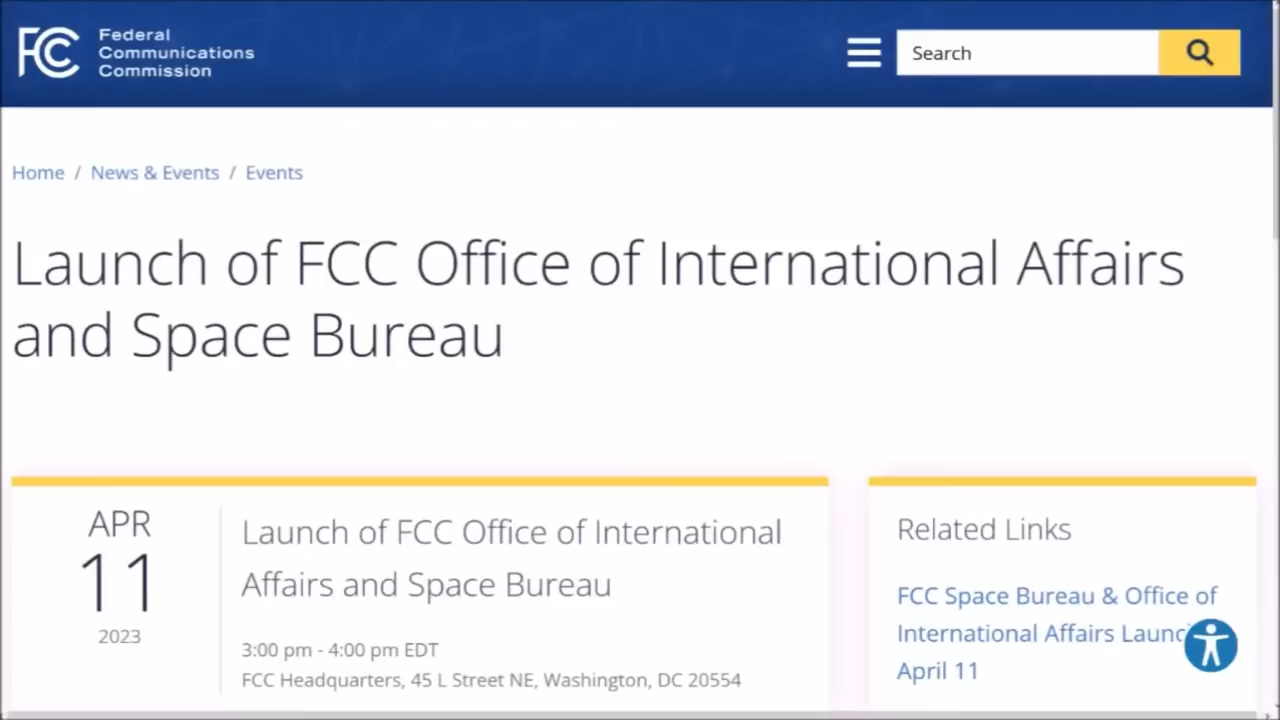 Federal
Communications
Commission
Search
Home / News & Events / Events
Launch of FCC Office of International Affairs
and Space Bureau
APR
11
2023
Launch of FCC Office of International
Affairs and Space Bureau
3:00 pm - 4:00 pm EDT
FCC Headquarters, 45 L Street NE, Washington, DC 20554
Related Links
FCC Space Bureau & Office of
International Affairs Launch
April 11